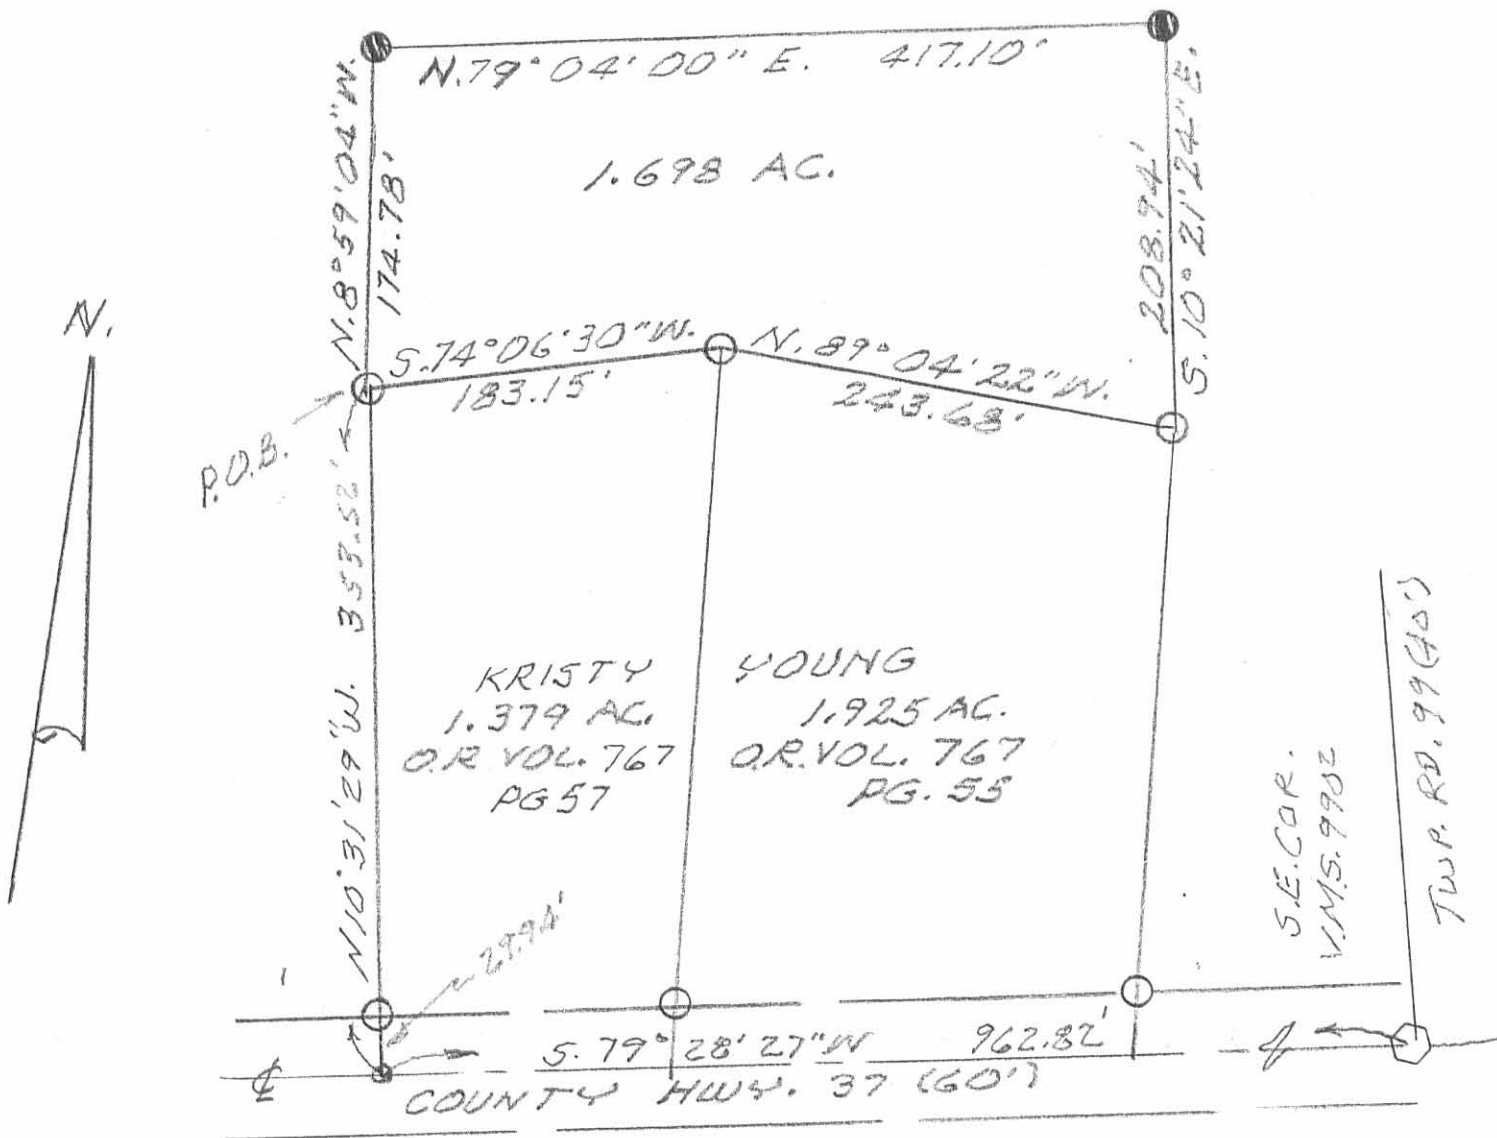 N.79°04'00" E. 417.10'
N.8°59'04"W.
174.78'
1.698 AC.
208.94'
S.10°21'24"E.
N.
S.74°06'30"W.
183.15'
N.89°04'22"W.
243.68'
P.O.B.
353.52'
N10°31'29"W.
KRISTY
1.379 AC.
O.R VOL. 767
PG 57
YOUNG
1.925 AC.
O.R. VOL. 767
PG. 55
S.E. COR.
V.M.S. 9902
TWP. RD. 99 (40')
29.94'
S. 79°28'27"W 962.82'
℄
COUNTY HWY. 37 (60')